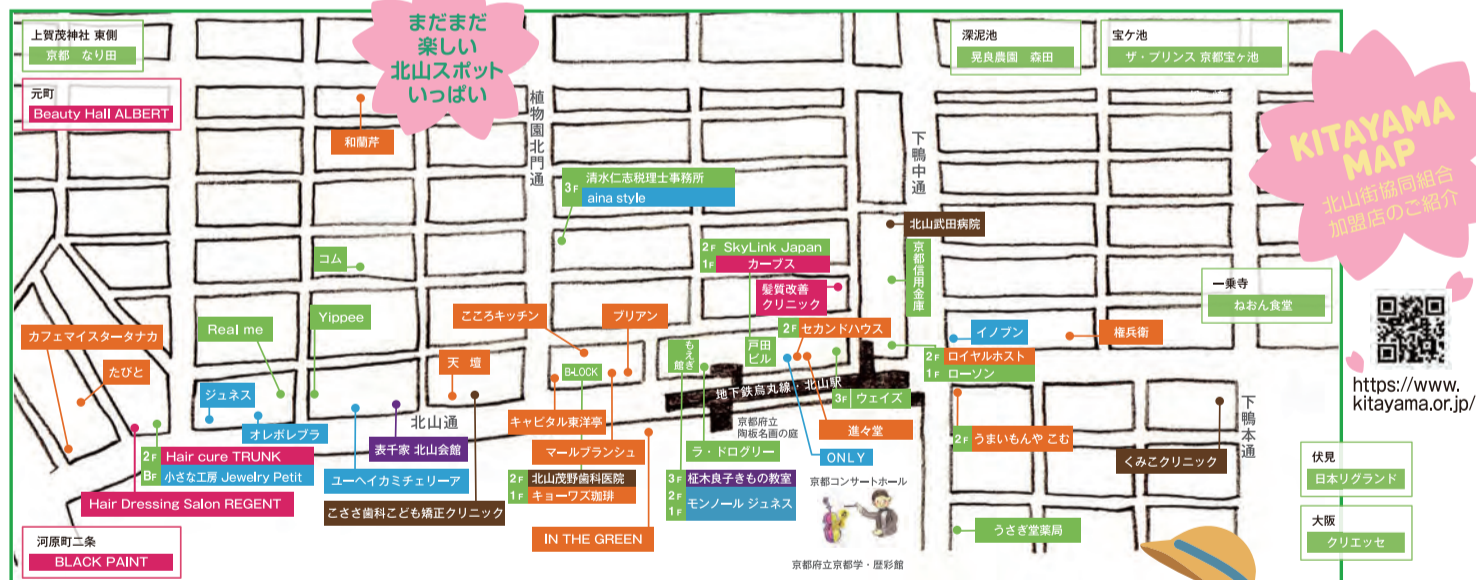 上賀茂神社 東側
京都 なり田
元町
Beauty Hall ALBERT
まだまだ
楽しい
北山スポット
いっぱい
深泥池
晃良農園 森田
宝ケ池
ザ・プリンス 京都宝ヶ池
KITAYAMA
MAP
北山街協同組合
加盟店のご紹介
植物園北門通
下鴨中通
和蘭芹
3F 清水仁志税理士事務所
aina style
北山武田病院
2F SkyLink Japan
1F カーブス
京都信用金庫
髪質改善
クリニック
コム
一乗寺
ねおん食堂
カフェマイスータータナカ
Real me
Yippee
こころキッチン
ブリアン
もえぎ館
戸田
ビル
2F セカンドハウス
イノブン
権兵衛
2F ロイヤルホスト
1F ローソン
たびと
ジュネス
天壇
B-LOCK
地下鉄烏丸線・北山駅
3F ウェイズ
https://www.
kitayama.or.jp/
オレボレブラ
北山通
表千家 北山会館
キャピタル東洋亭
京都府立
陶板名画の庭
進々堂
2F うまいもんや こむ
下鴨本通
2F Hair cure TRUNK
BF 小さな工房 Jewelry Petit
ユーヘイカミチェリーア
マールブランシュ
ラ・ドログリー
ONLY
くみこクリニック
伏見
日本リグランド
Hair Dressing Salon REGENT
こささ歯科こども矯正クリニック
2F 北山茂野歯科医院
1F キョーワズ珈琲
3F 柾木良子きもの教室
2F
1F
モンノール ジュネス
京都コンサートホール
IN THE GREEN
うさぎ堂薬局
大阪
クリエッセ
河原町二条
BLACK PAINT
京都府立京都学・歴彩館